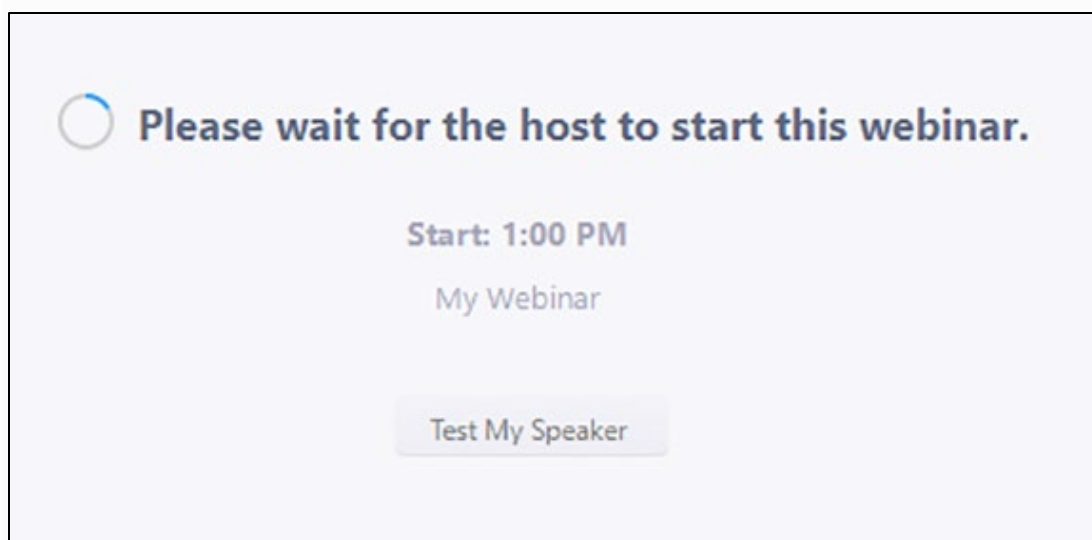 Please wait for the host to start this webinar.
Start: 1:00 PM
My Webinar
Test My Speaker